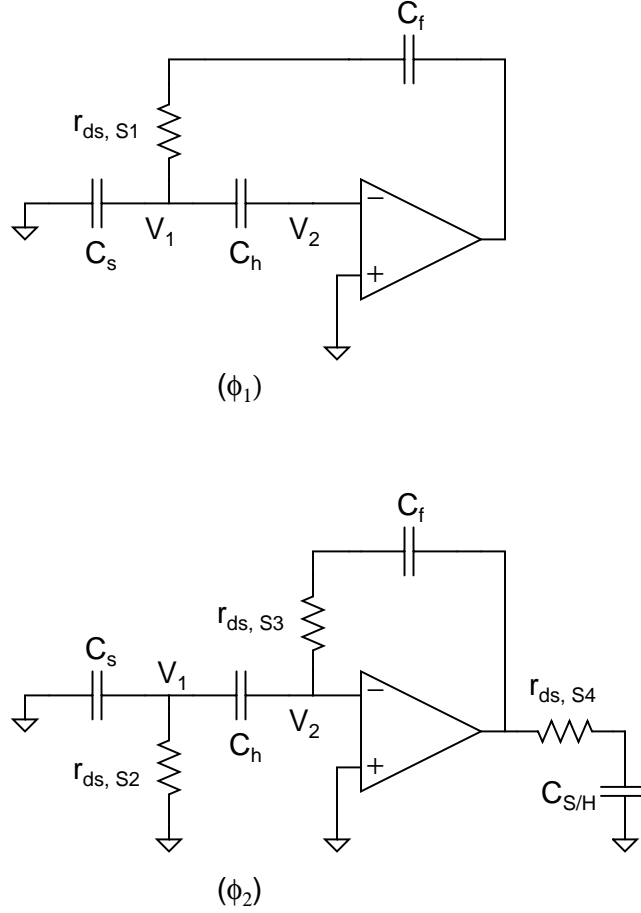 C_f
r_ds, S1
−
V_1
V_2
C_s
C_h
+
(ϕ_1)
C_f
r_ds, S3
C_s
V_1
r_ds, S4
−
V_2
C_h
r_ds, S2
+
C_S/H
(ϕ_2)